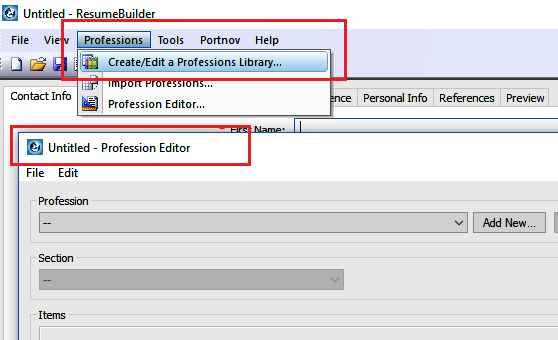 Untitled - ResumeBuilder
File View Professions Tools Portnov Help
Create/Edit a Professions Library...
Import Professions...
Profession Editor...
Contact Info Personal Info References Preview
First Name:
Untitled - Profession Editor
File Edit
Profession
-- Add New...
Section
--
Items